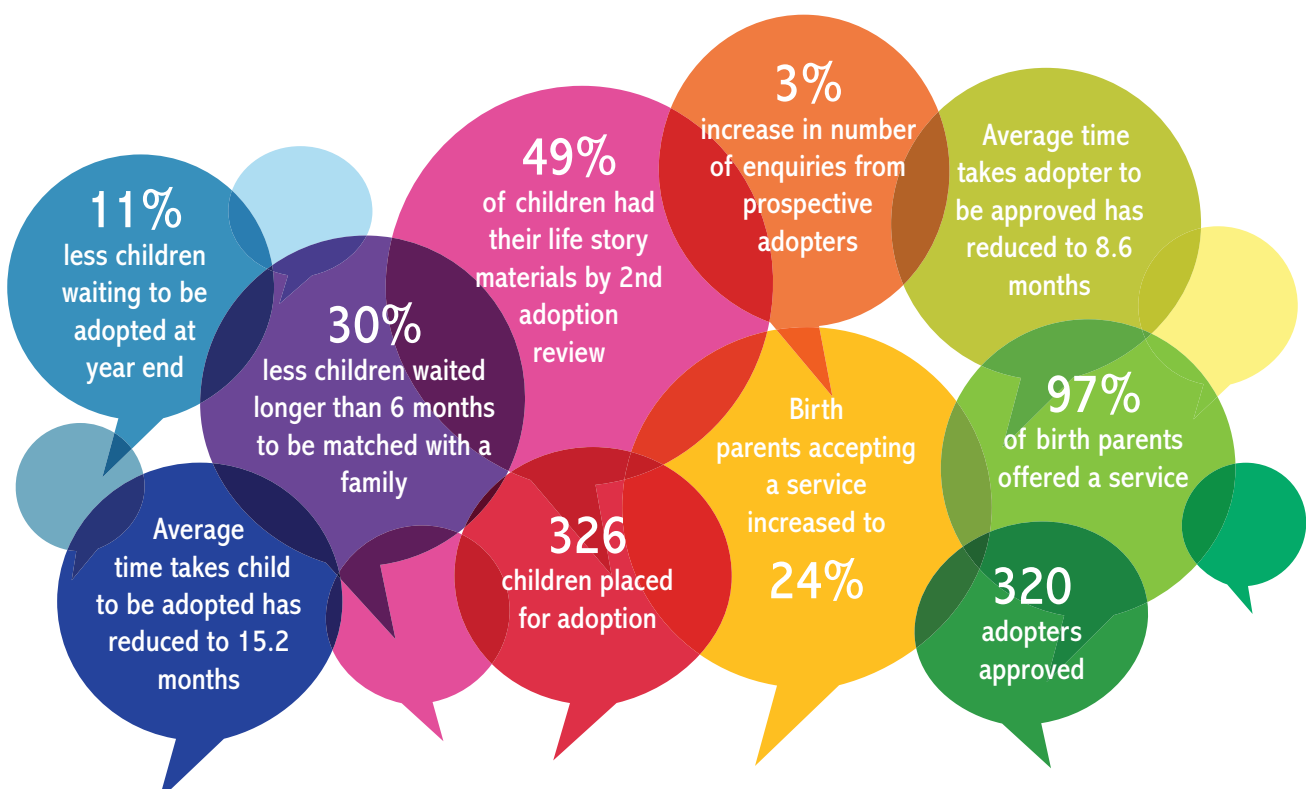 11%
less children
waiting to be
adopted at
year end
30%
less children waited
longer than 6 months
to be matched with a
family
49%
of children had
their life story
materials by 2nd
adoption
review
3%
increase in number
of enquiries from
prospective
adopters
Average time
takes adopter to
be approved has
reduced to 8.6
months
Average
time takes child
to be adopted has
reduced to 15.2
months
326
children placed
for adoption
Birth
parents accepting
a service
increased to
24%
97%
of birth parents
offered a service
320
adopters
approved